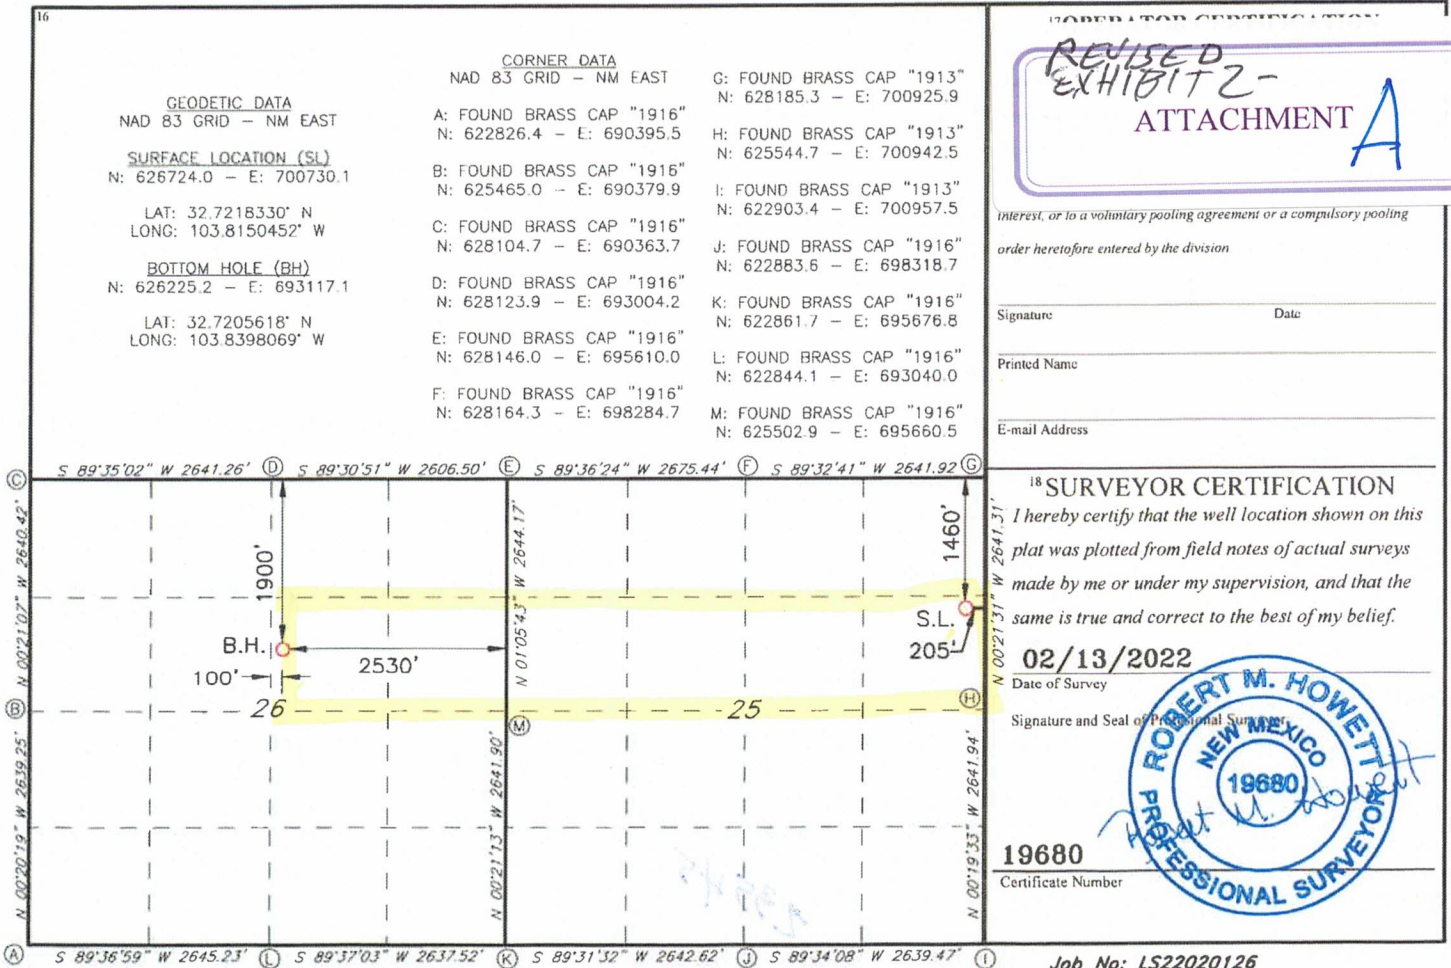 16
GEODETIC DATA
NAD 83 GRID – NM EAST
SURFACE LOCATION (SL)
N: 626724.0 – E: 700730.1
LAT: 32.7218330° N
LONG: 103.8150452° W
BOTTOM HOLE (BH)
N: 626225.2 – E: 693117.1
LAT: 32.7205618° N
LONG: 103.8398069° W
CORNER DATA
NAD 83 GRID – NM EAST
A: FOUND BRASS CAP "1916"
N: 622826.4 – E: 690395.5
B: FOUND BRASS CAP "1916"
N: 625465.0 – E: 690379.9
C: FOUND BRASS CAP "1916"
N: 628104.7 – E: 690363.7
D: FOUND BRASS CAP "1916"
N: 628123.9 – E: 693004.2
E: FOUND BRASS CAP "1916"
N: 628146.0 – E: 695610.0
F: FOUND BRASS CAP "1916"
N: 628164.3 – E: 698284.7
G: FOUND BRASS CAP "1913"
N: 628185.3 – E: 700925.9
H: FOUND BRASS CAP "1913"
N: 625544.7 – E: 700942.5
I: FOUND BRASS CAP "1913"
N: 622903.4 – E: 700957.5
J: FOUND BRASS CAP "1916"
N: 622883.6 – E: 698318.7
K: FOUND BRASS CAP "1916"
N: 622861.7 – E: 695676.8
L: FOUND BRASS CAP "1916"
N: 622844.1 – E: 693040.0
M: FOUND BRASS CAP "1916"
N: 625502.9 – E: 695660.5
17 OPERATOR CERTIFICATION
REVISED
EXHIBIT 2-
ATTACHMENT A
interest, or to a voluntary pooling agreement or a compulsory pooling
order heretofore entered by the division
Signature Date
Printed Name
E-mail Address
C S 89°35'02" W 2641.26' D S 89°30'51" W 2606.50' E S 89°36'24" W 2675.44' F S 89°32'41" W 2641.92 G
N 00°21'07" W 2640.42'
1900'
N 01°05'43" W 2644.17'
1460'
N 00°21'31" W 2641.31'
B.H.
2530'
100'
S.L.
205'
B
26
M
25
H
N 00°20'19" W 2639.25'
N 00°21'13" W 2641.90'
N 00°19'33" W 2641.94'
A S 89°36'59" W 2645.23' L S 89°37'03" W 2637.52' K S 89°31'32" W 2642.62' J S 89°34'08" W 2639.47' I
18 SURVEYOR CERTIFICATION
I hereby certify that the well location shown on this
plat was plotted from field notes of actual surveys
made by me or under my supervision, and that the
same is true and correct to the best of my belief.
02/13/2022
Date of Survey
Signature and Seal of Professional Surveyor
ROBERT M. HOWETT
NEW MEXICO
19680
PROFESSIONAL SURVEYOR
Robert M. Howett
19680
Certificate Number
Job No: LS22020126